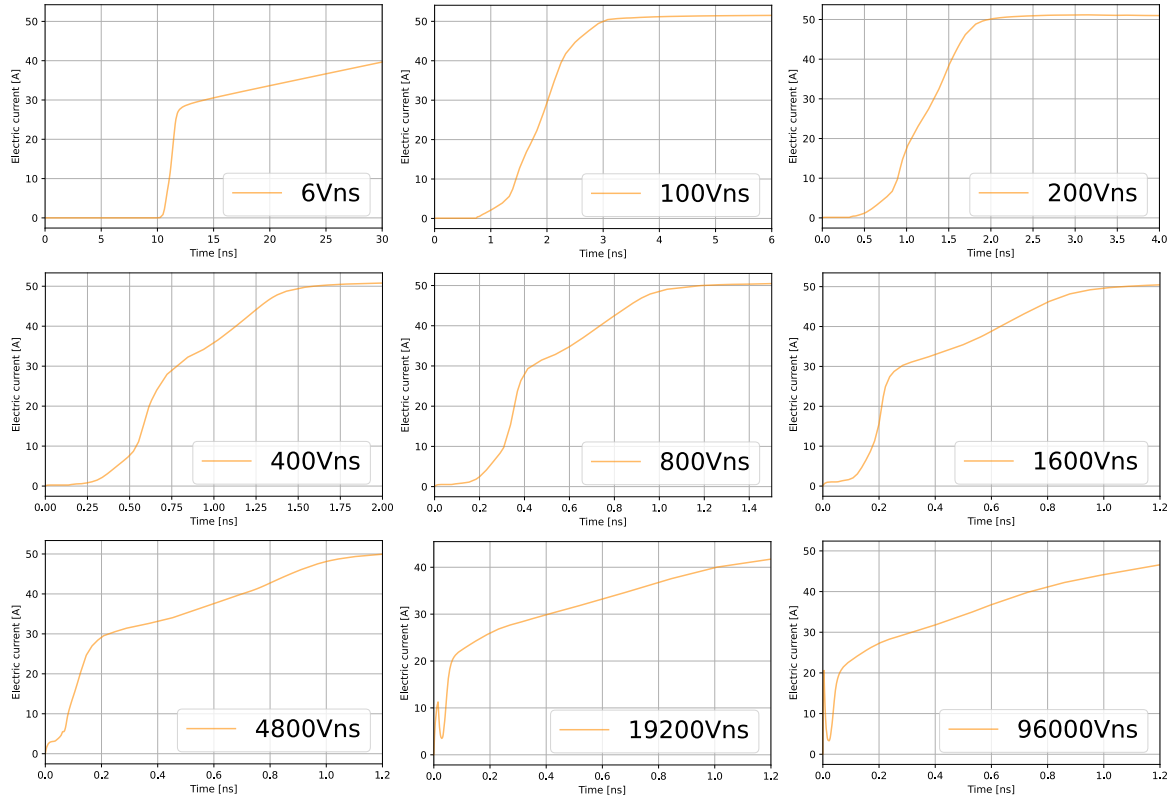 Electric current [A]
50
40
30
20
10
0
6Vns
0 5 10 15 20 25 30
Time [ns]
Electric current [A]
50
40
30
20
10
0
100Vns
0 1 2 3 4 5 6
Time [ns]
Electric current [A]
50
40
30
20
10
0
200Vns
0.0 0.5 1.0 1.5 2.0 2.5 3.0 3.5 4.0
Time [ns]
Electric current [A]
50
40
30
20
10
0
400Vns
0.00 0.25 0.50 0.75 1.00 1.25 1.50 1.75 2.00
Time [ns]
Electric current [A]
50
40
30
20
10
0
800Vns
0.0 0.2 0.4 0.6 0.8 1.0 1.2 1.4
Time [ns]
Electric current [A]
50
40
30
20
10
0
1600Vns
0.0 0.2 0.4 0.6 0.8 1.0 1.2
Time [ns]
Electric current [A]
50
40
30
20
10
0
4800Vns
0.0 0.2 0.4 0.6 0.8 1.0 1.2
Time [ns]
Electric current [A]
40
30
20
10
0
19200Vns
0.0 0.2 0.4 0.6 0.8 1.0 1.2
Time [ns]
Electric current [A]
50
40
30
20
10
0
96000Vns
0.0 0.2 0.4 0.6 0.8 1.0 1.2
Time [ns]